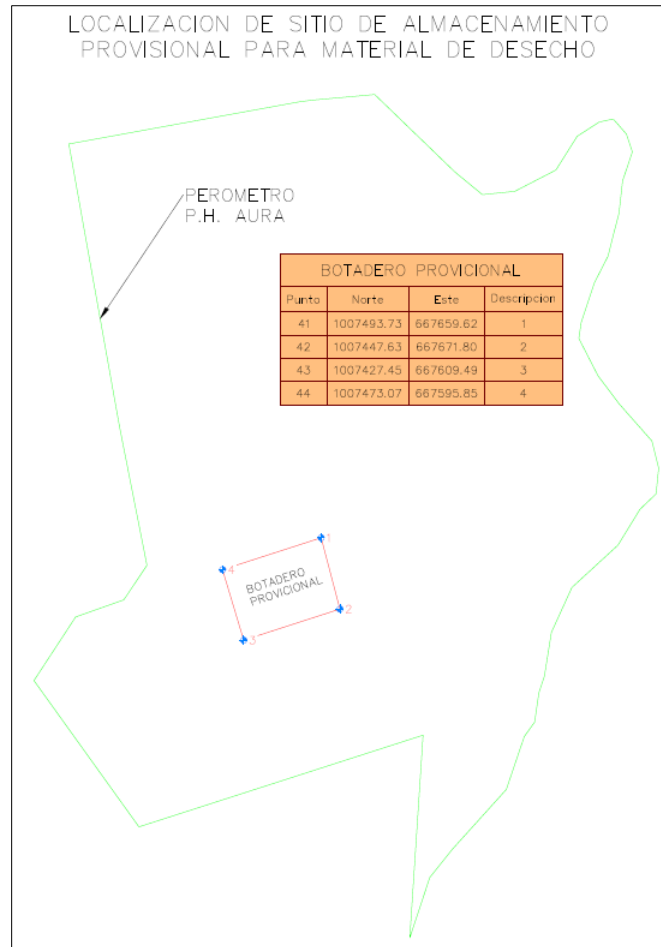 LOCALIZACION DE SITIO DE ALMACENAMIENTO
PROVISIONAL PARA MATERIAL DE DESECHO
PEROMETRO
P.H. AURA
BOTADERO PROVICIONAL
Punto Norte Este Descripcion
41 1007493.73 667659.62 1
42 1007447.63 667671.80 2
43 1007427.45 667609.49 3
44 1007473.07 667595.85 4
1
4
BOTADERO
PROVICIONAL
2
3